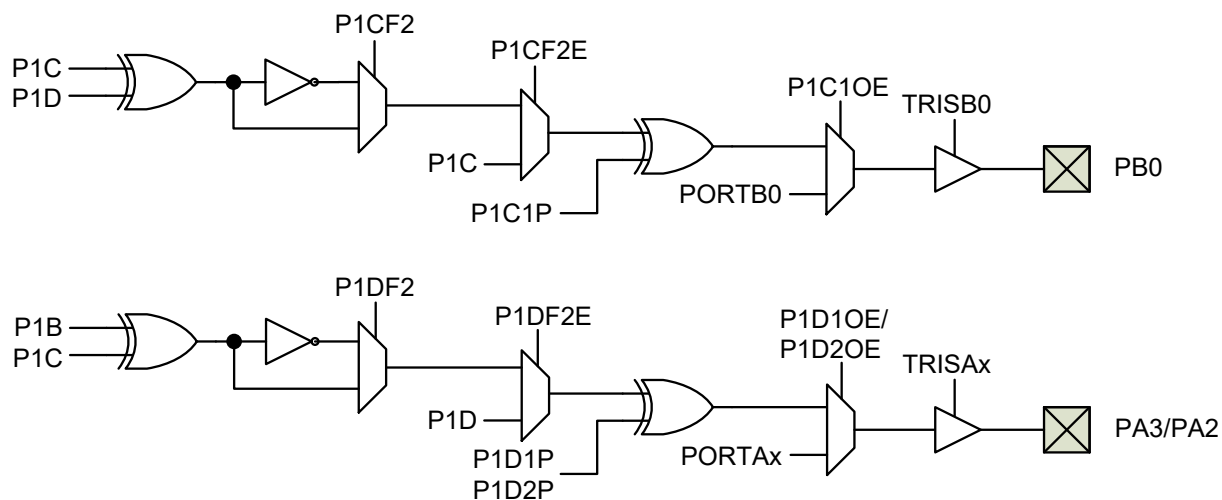 P1CF2
P1CF2E
P1C
P1D
P1C1OE
TRISB0
P1C
PORTB0
PB0
P1C1P
P1DF2
P1DF2E
P1B
P1C
P1D1OE/
P1D2OE
TRISAx
P1D
PORTAx
PA3/PA2
P1D1P
P1D2P